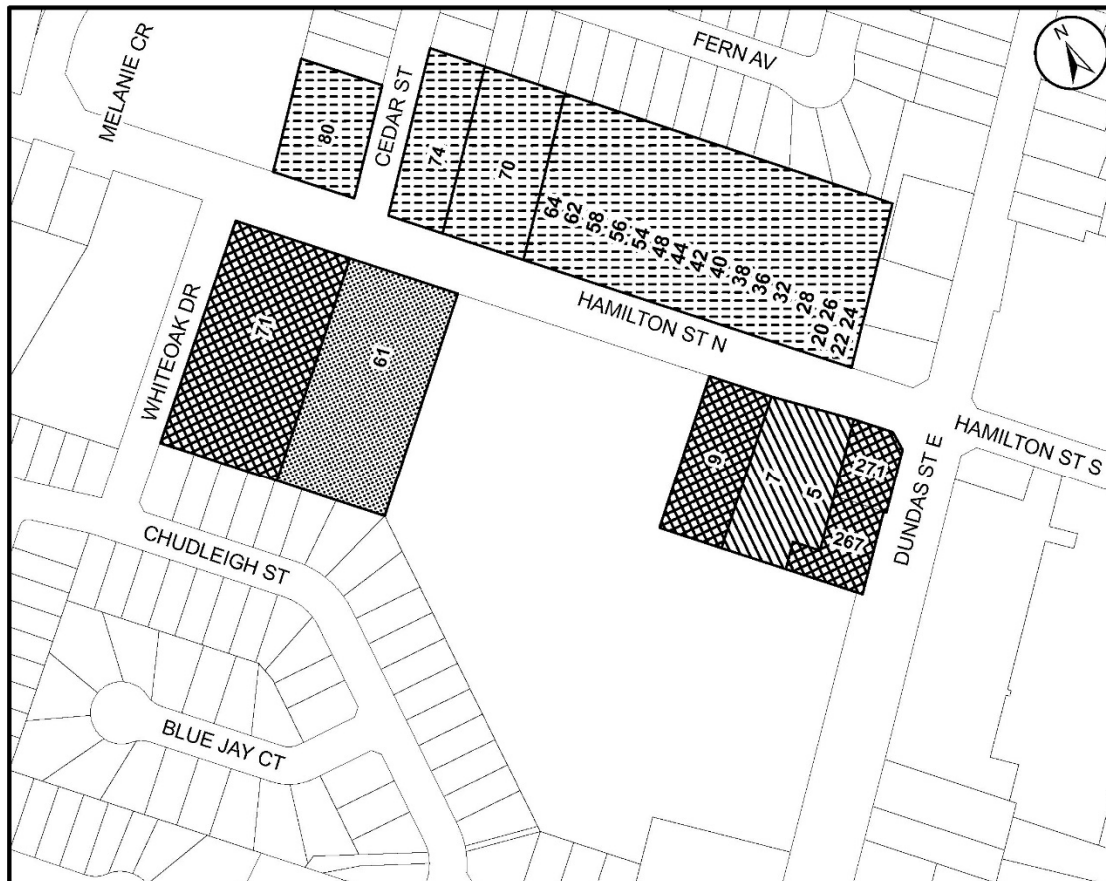 FERN AV
N
MELANIE CR
CEDAR ST
80
74
70
64
62
58
56
54
48
44
42
40
38
36
32
28
26
24
20
22
HAMILTON ST N
WHITEOAK DR
71
61
9
7
5
271
267
HAMILTON ST S
DUNDAS ST E
CHUDLEIGH ST
BLUE JAY CT